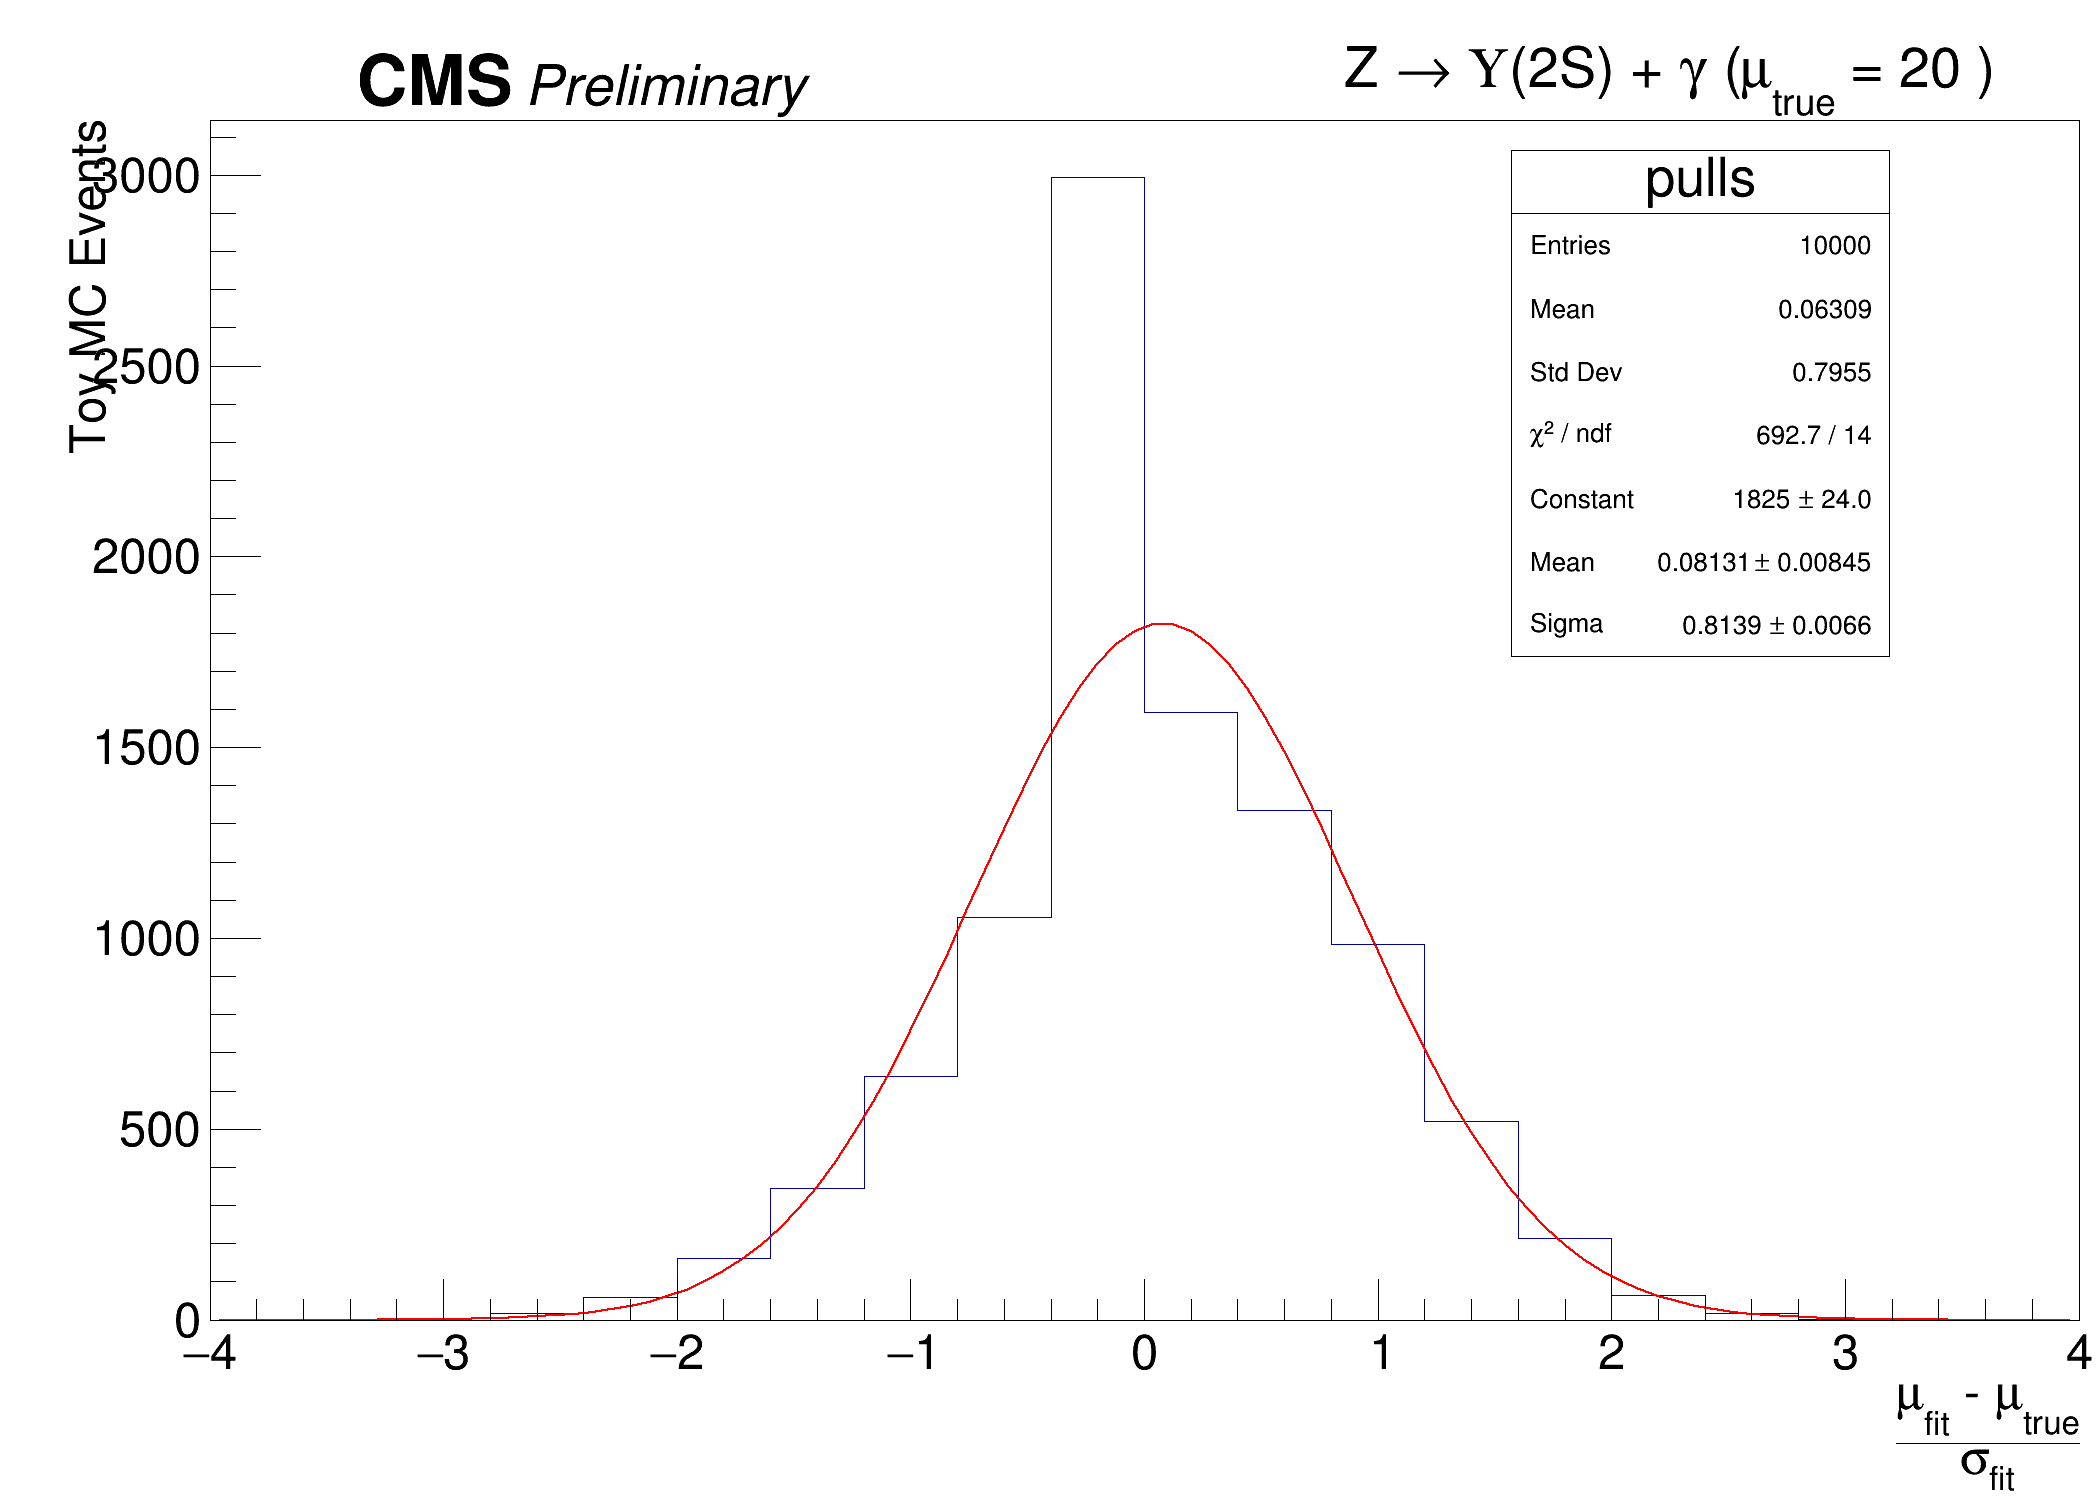 CMS Preliminary
Z → ϒ(2S) + γ (μtrue = 20 )
Toy MC Events
3000
2500
2000
1500
1000
500
0
pulls
Entries 10000
Mean 0.06309
Std Dev 0.7955
χ² / ndf 692.7 / 14
Constant 1825 ± 24.0
Mean 0.08131 ± 0.00845
Sigma 0.8139 ± 0.0066
−4 −3 −2 −1 0 1 2 3 4
μfit - μtrue
σfit